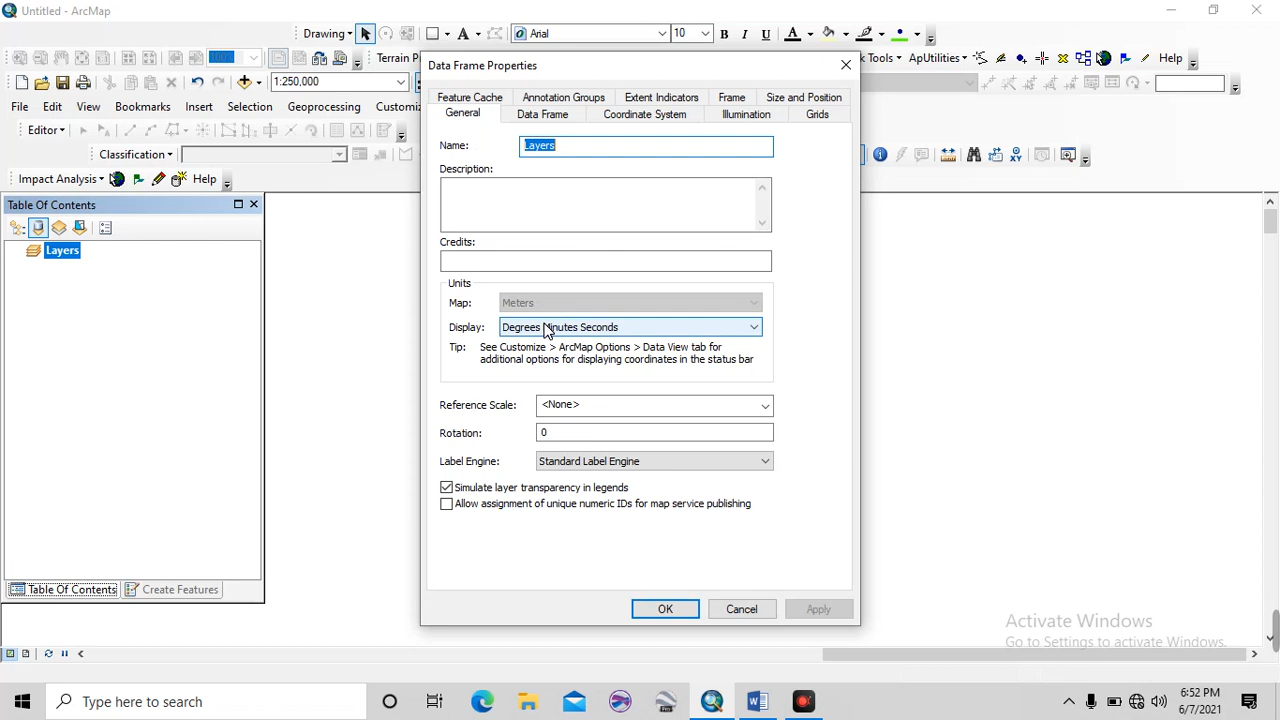 Untitled - ArcMap
Drawing
A
Arial
10
B I U A
Terrain P
k Tools
ApUtilities
Help
1:250,000
File Edit View Bookmarks Insert Selection Geoprocessing Customiz
Editor
Classification
Impact Analysis
Help
Table Of Contents
Layers
Table Of Contents
Create Features
Data Frame Properties
Feature Cache Annotation Groups Extent Indicators Frame Size and Position
General Data Frame Coordinate System Illumination Grids
Name: Layers
Description:
Credits:
Units
Map: Meters
Display: Degrees Minutes Seconds
Tip: See Customize > ArcMap Options > Data View tab for
additional options for displaying coordinates in the status bar
Reference Scale: <None>
Rotation: 0
Label Engine: Standard Label Engine
Simulate layer transparency in legends
Allow assignment of unique numeric IDs for map service publishing
OK Cancel Apply
Activate Windows
Go to Settings to activate Windows.
Type here to search
6:52 PM
6/7/2021